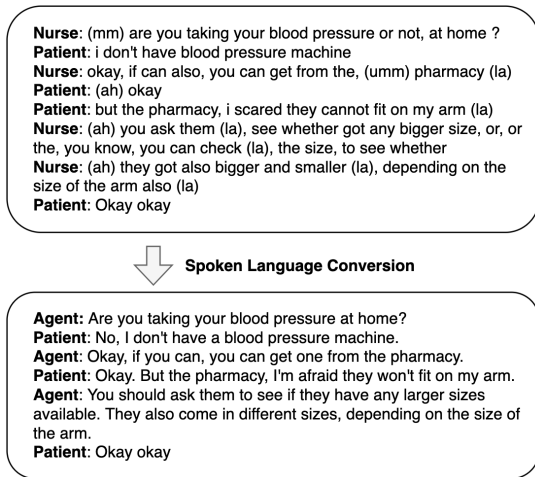 Nurse: (mm) are you taking your blood pressure or not, at home ?
Patient: i don't have blood pressure machine
Nurse: okay, if can also, you can get from the, (umm) pharmacy (la)
Patient: (ah) okay
Patient: but the pharmacy, i scared they cannot fit on my arm (la)
Nurse: (ah) you ask them (la), see whether got any bigger size, or, or
the, you know, you can check (la), the size, to see whether
Nurse: (ah) they got also bigger and smaller (la), depending on the
size of the arm also (la)
Patient: Okay okay
Spoken Language Conversion
Agent: Are you taking your blood pressure at home?
Patient: No, I don't have a blood pressure machine.
Agent: Okay, if you can, you can get one from the pharmacy.
Patient: Okay. But the pharmacy, I'm afraid they won't fit on my arm.
Agent: You should ask them to see if they have any larger sizes
available. They also come in different sizes, depending on the size of
the arm.
Patient: Okay okay